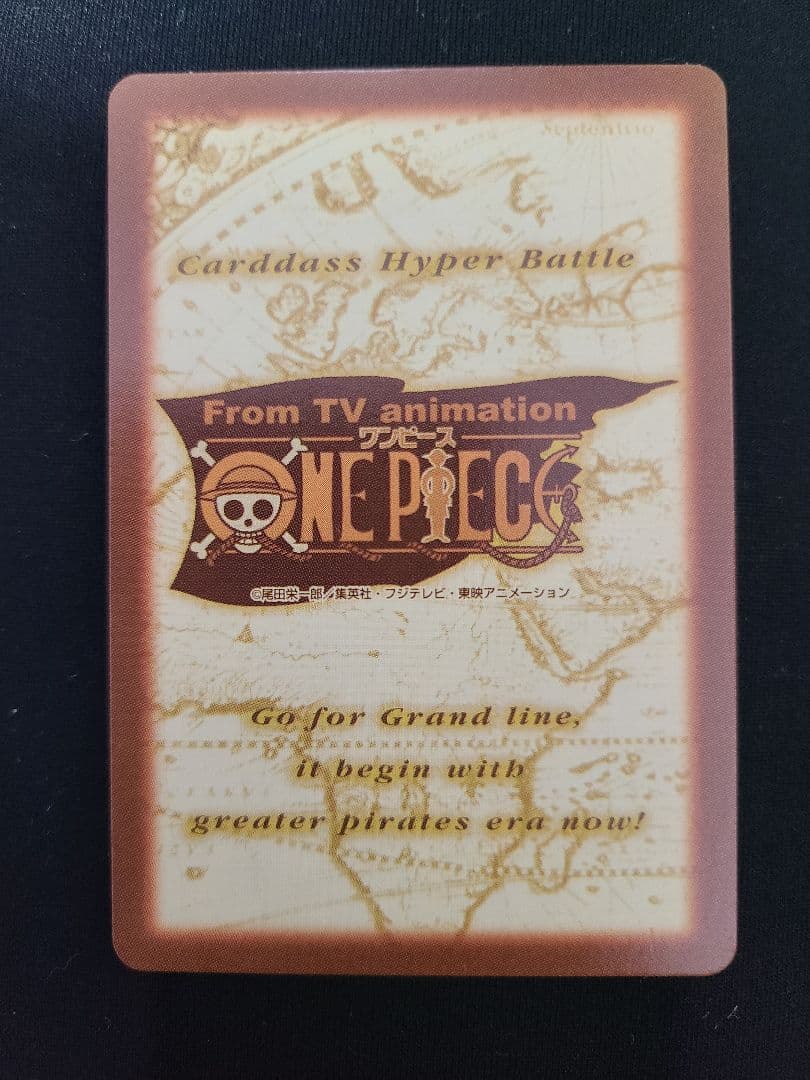 Septentrio
Carddass Hyper Battle
From TV animation
ワンピース
ONE PIECE
©尾田栄一郎／集英社・フジテレビ・東映アニメーション
Go for Grand line,
it begin with
greater pirates era now!